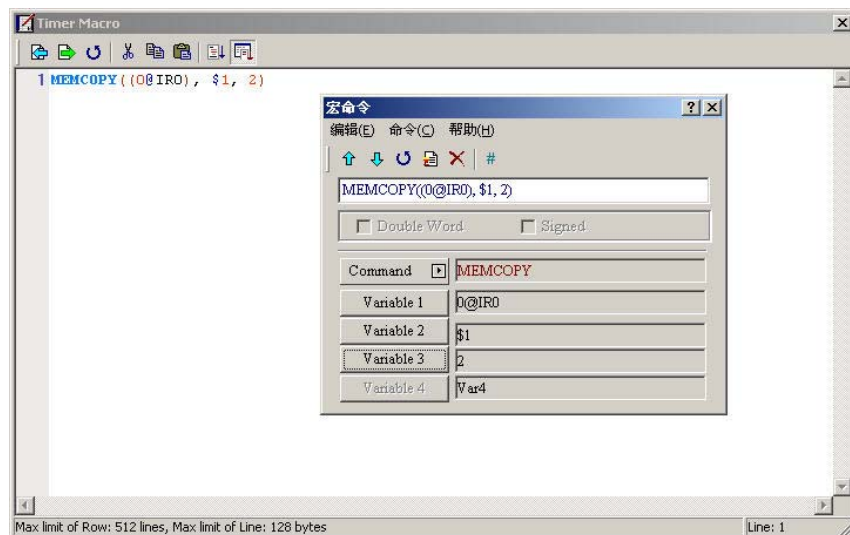 Timer Macro
1 MEMCOPY((0@IR0), $1, 2)
宏命令
编辑(E) 命令(C) 帮助(H)
#
MEMCOPY((0@IR0), $1, 2)
Double Word Signed
Command MEMCOPY
Variable 1 0@IR0
Variable 2 $1
Variable 3 2
Variable 4 Var4
Max limit of Row: 512 lines, Max limit of Line: 128 bytes Line: 1